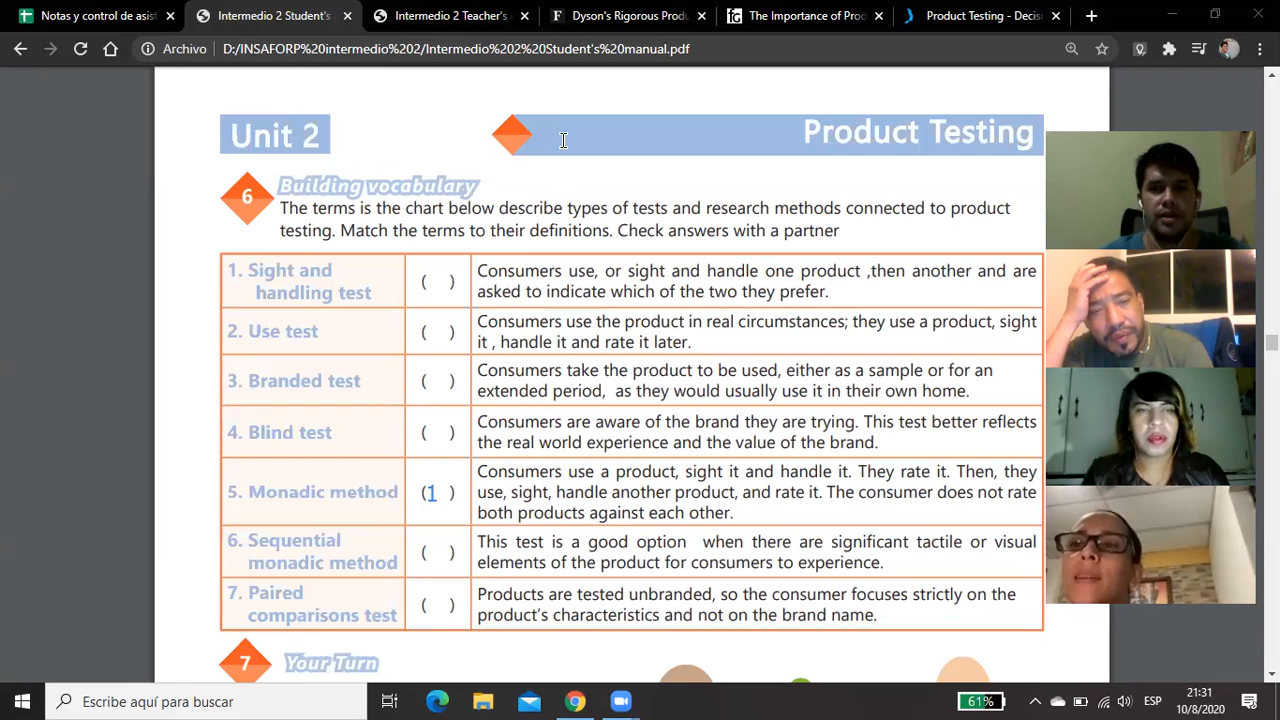 Notas y control de asist
Intermedio 2 Student's
Intermedio 2 Teacher's
Dyson's Rigorous Produ
The Importance of Prod
Product Testing - Decisi
Archivo
D:/INSAFORP%20intermedio%202/Intermedio%202%20Student's%20manual.pdf
Unit 2
Product Testing
6
Building vocabulary
The terms is the chart below describe types of tests and research methods connected to product
testing. Match the terms to their definitions. Check answers with a partner
1. Sight and
handling test
( )
Consumers use, or sight and handle one product ,then another and are
asked to indicate which of the two they prefer.
2. Use test
( )
Consumers use the product in real circumstances; they use a product, sight
it , handle it and rate it later.
3. Branded test
( )
Consumers take the product to be used, either as a sample or for an
extended period, as they would usually use it in their own home.
4. Blind test
( )
Consumers are aware of the brand they are trying. This test better reflects
the real world experience and the value of the brand.
5. Monadic method
(1 )
Consumers use a product, sight it and handle it. They rate it. Then, they
use, sight, handle another product, and rate it. The consumer does not rate
both products against each other.
6. Sequential
monadic method
( )
This test is a good option when there are significant tactile or visual
elements of the product for consumers to experience.
7. Paired
comparisons test
( )
Products are tested unbranded, so the consumer focuses strictly on the
product's characteristics and not on the brand name.
7
Your Turn
Escribe aquí para buscar
61%
ESP
21:31
10/8/2020